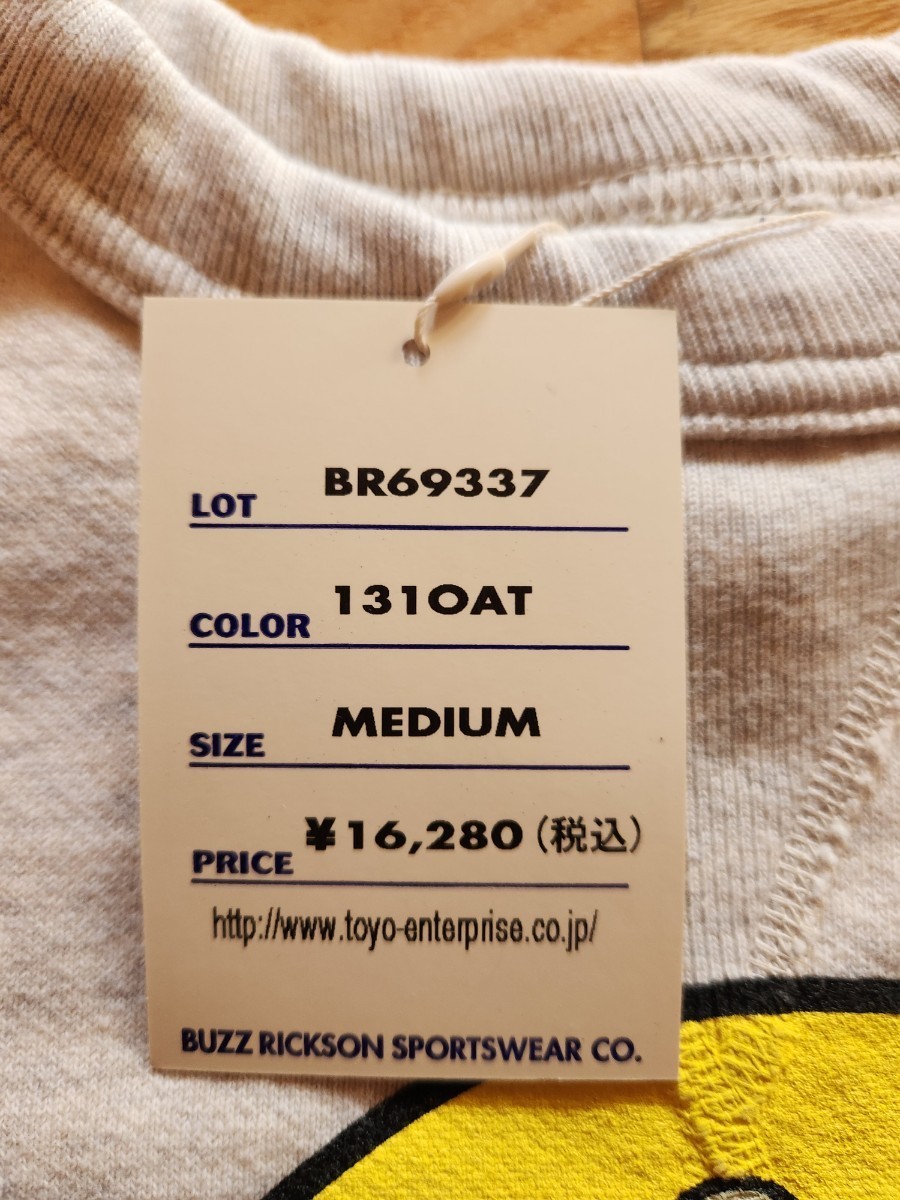 LOT BR69337
COLOR 131OAT
SIZE MEDIUM
PRICE ¥16,280(税込)
http://www.toyo-enterprise.co.jp/
BUZZ RICKSON SPORTSWEAR CO.